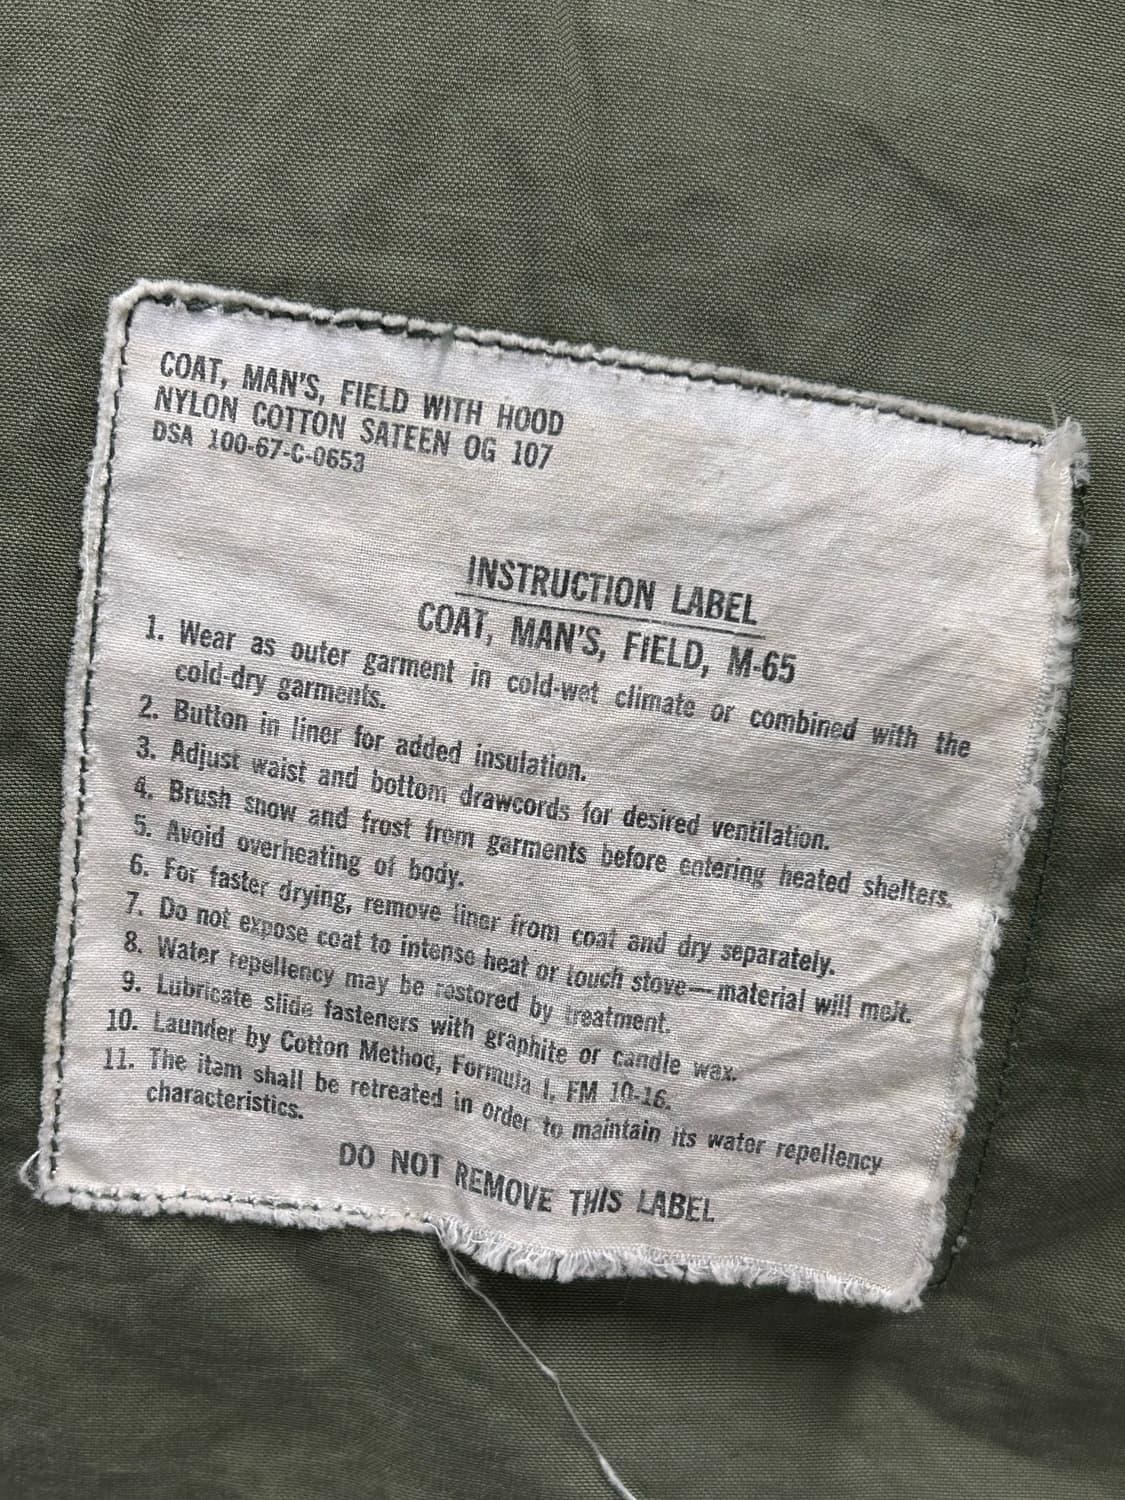 COAT, MAN'S, FIELD WITH HOOD
NYLON COTTON SATEEN OG 107
DSA 100-67-C-0653
INSTRUCTION LABEL
COAT, MAN'S, FIELD, M-65
1. Wear as outer garment in cold-wet climate or combined with the
cold-dry garments.
2. Button in liner for added insulation.
3. Adjust waist and bottom drawcords for desired ventilation.
4. Brush snow and frost from garments before entering heated shelters.
5. Avoid overheating of body.
6. For faster drying, remove liner from coat and dry separately.
7. Do not expose coat to intense heat or touch stove—material will melt.
8. Water repellency may be restored by treatment.
9. Lubricate slide fasteners with graphite or candle wax.
10. Launder by Cotton Method, Formula I, FM 10-16.
11. The item shall be retreated in order to maintain its water repellency
characteristics.
DO NOT REMOVE THIS LABEL